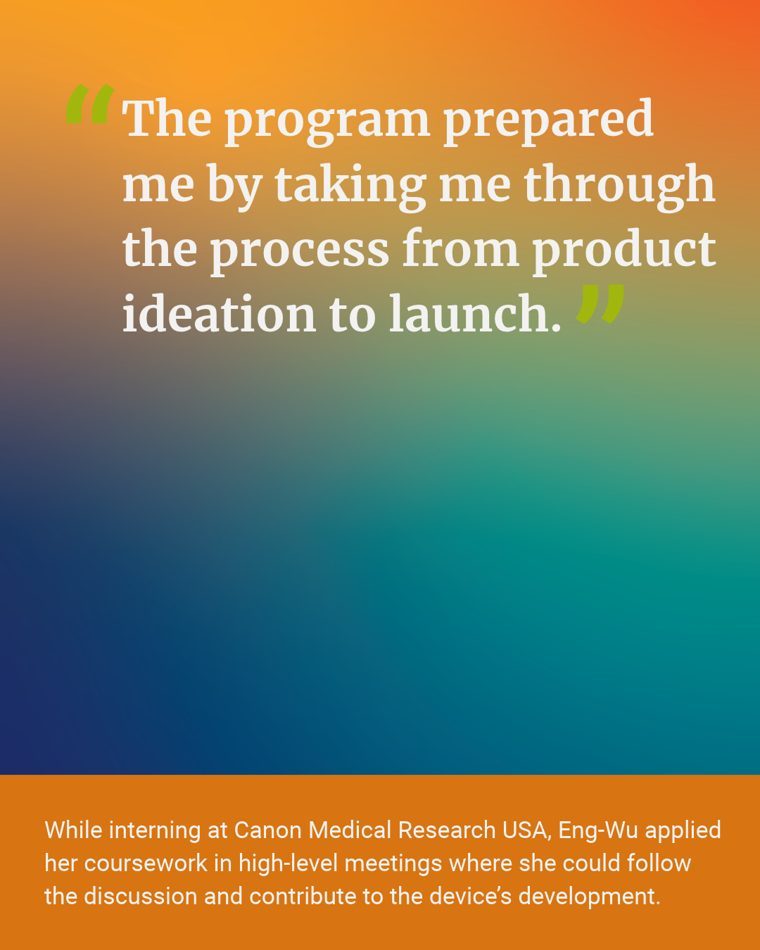 “The program prepared
me by taking me through
the process from product
ideation to launch.”
While interning at Canon Medical Research USA, Eng-Wu applied
her coursework in high-level meetings where she could follow
the discussion and contribute to the device’s development.